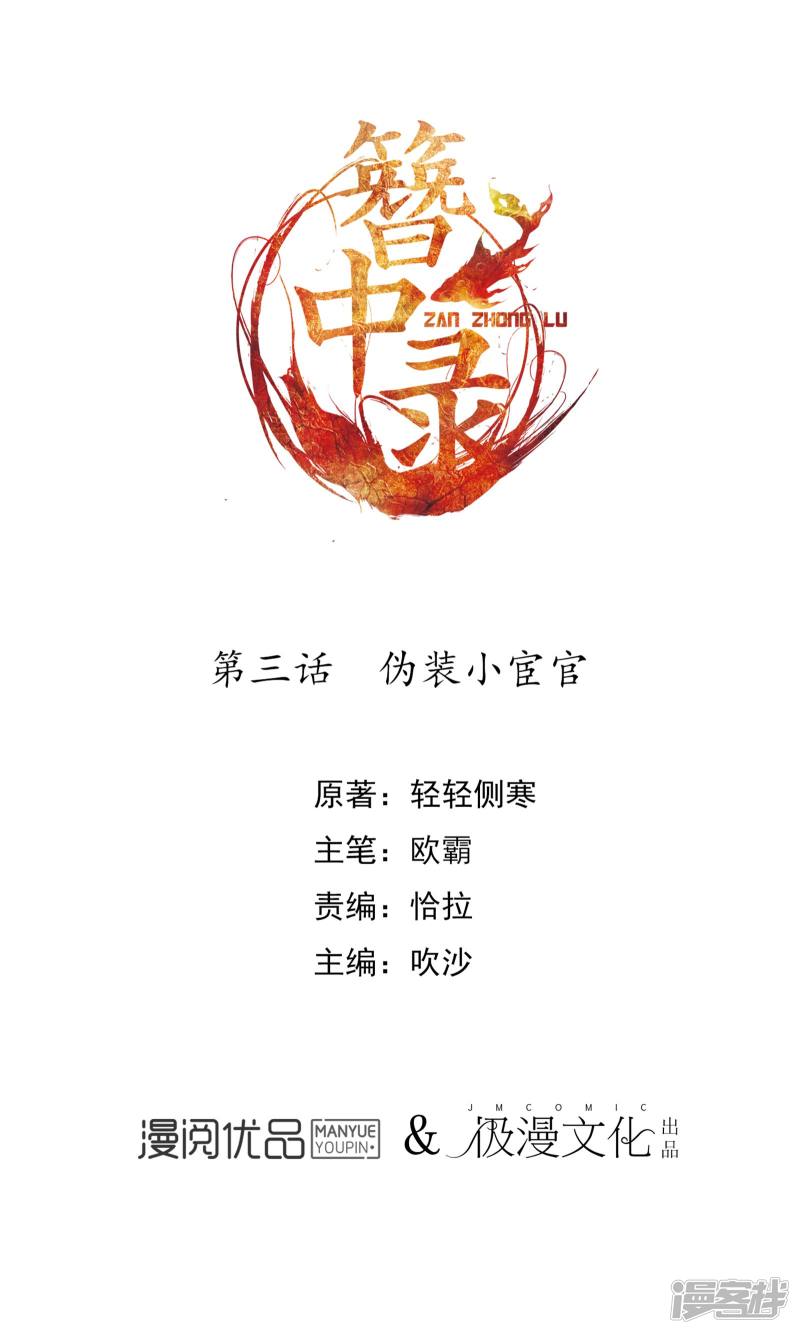 簪
中
ZAN ZHONG LU
录
第三话 伪装小宦官
原著：轻轻侧寒
主笔：欧霸
责编：恰拉
主编：吹沙
漫阅优品 MANYUE YOUPIN & JMCOMIC 极漫文化 出品
漫客栈